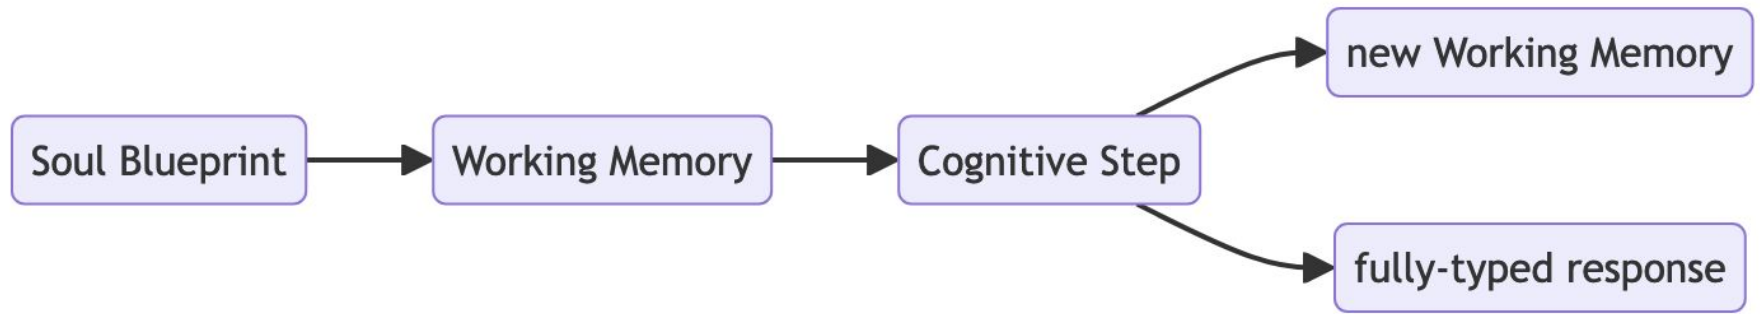 Soul Blueprint
Working Memory
Cognitive Step
new Working Memory
fully-typed response